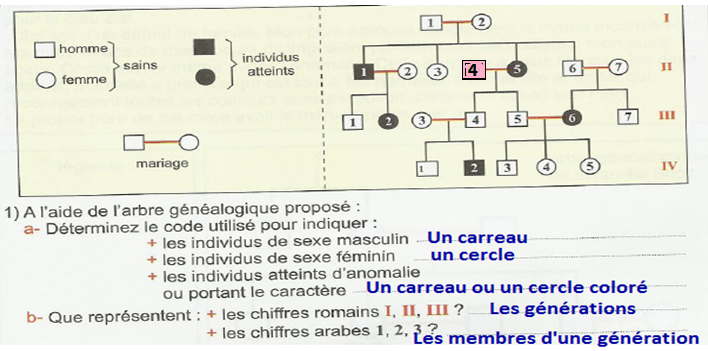 1 2 I
homme
femme
sains
individus
atteints
mariage
1 2 3 4 5 6 7 II
1 2 3 4 5 6 7 III
1 2 3 4 5 IV
1) A l'aide de l'arbre généalogique proposé :
a- Déterminez le code utilisé pour indiquer :
+ les individus de sexe masculin Un carreau
+ les individus de sexe féminin un cercle
+ les individus atteints d'anomalie
ou portant le caractère Un carreau ou un cercle coloré
b- Que représentent : + les chiffres romains I, II, III ? Les générations
+ les chiffres arabes 1, 2, 3 ? Les membres d'une génération